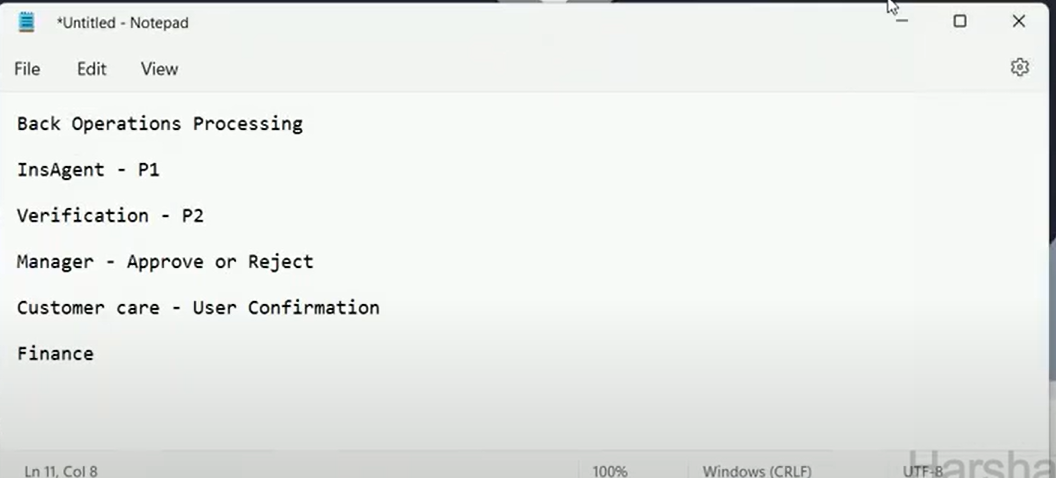 *Untitled - Notepad
File Edit View
Back Operations Processing
InsAgent - P1
Verification - P2
Manager - Approve or Reject
Customer care - User Confirmation
Finance
Ln 11, Col 8 100% Windows (CRLF) UTF-8
Harsha